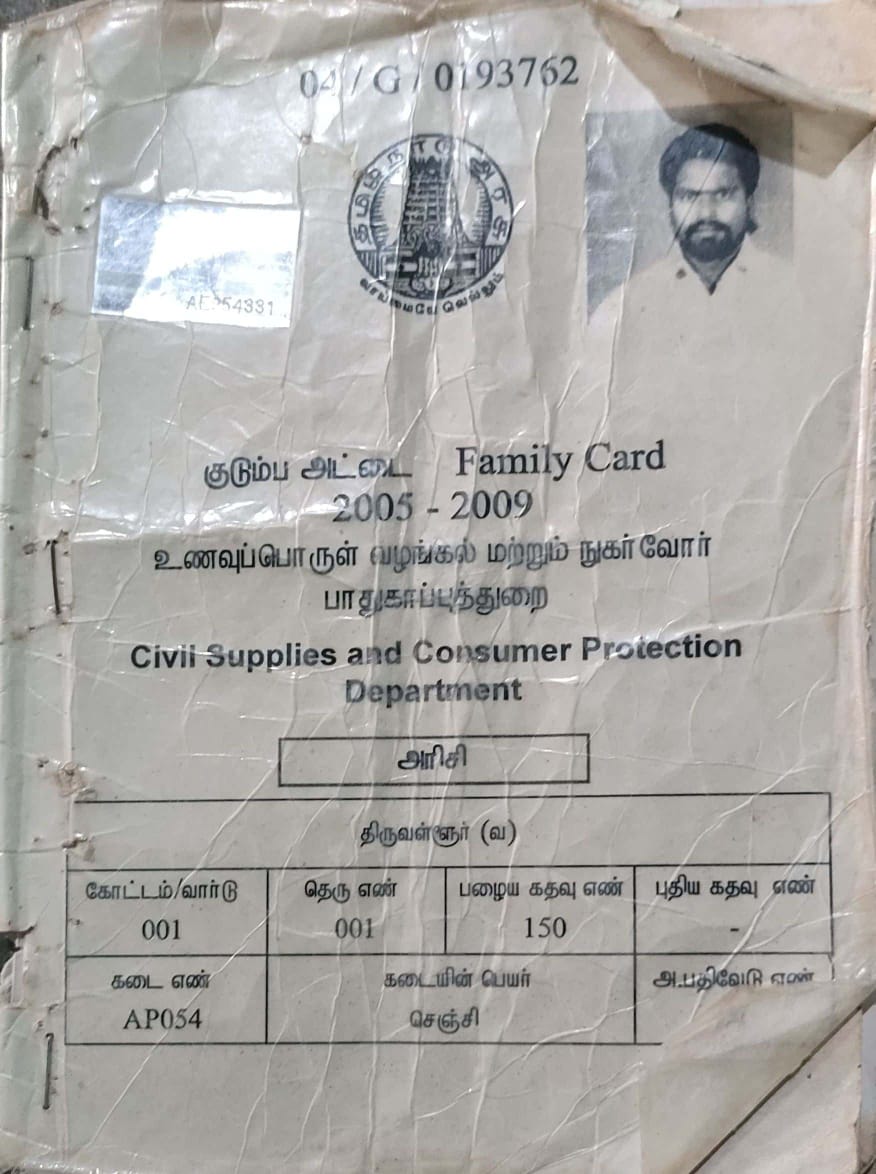 04/G/0193762
தமிழ்நாடு அரசு
வாய்மையே வெல்லும்
குடும்ப அட்டை Family Card
2005 - 2009
உணவுப்பொருள் வழங்கல் மற்றும் நுகர்வோர்
பாதுகாப்புத்துறை
Civil Supplies and Consumer Protection
Department
அரிசி
திருவள்ளூர் (வ)
கோட்டம்/வார்டு தெரு எண் பழைய கதவு எண் புதிய கதவு எண்
001 001 150 -
கடை எண் கடையின் பெயர் அ.பதிவேடு எண்
AP054 செஞ்சி